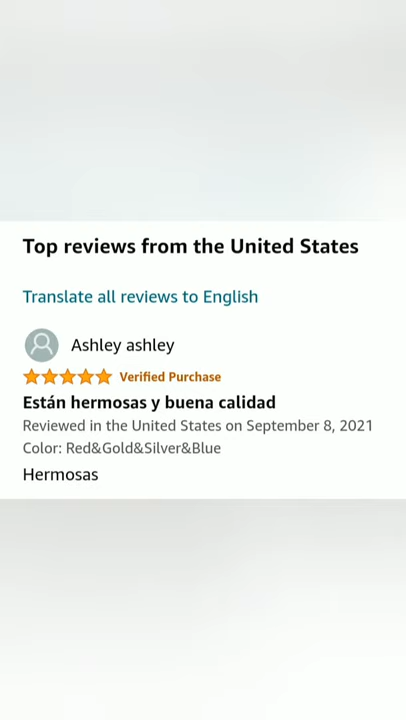 Top reviews from the United States
Translate all reviews to English
Ashley ashley
Verified Purchase
Están hermosas y buena calidad
Reviewed in the United States on September 8, 2021
Color: Red&Gold&Silver&Blue
Hermosas